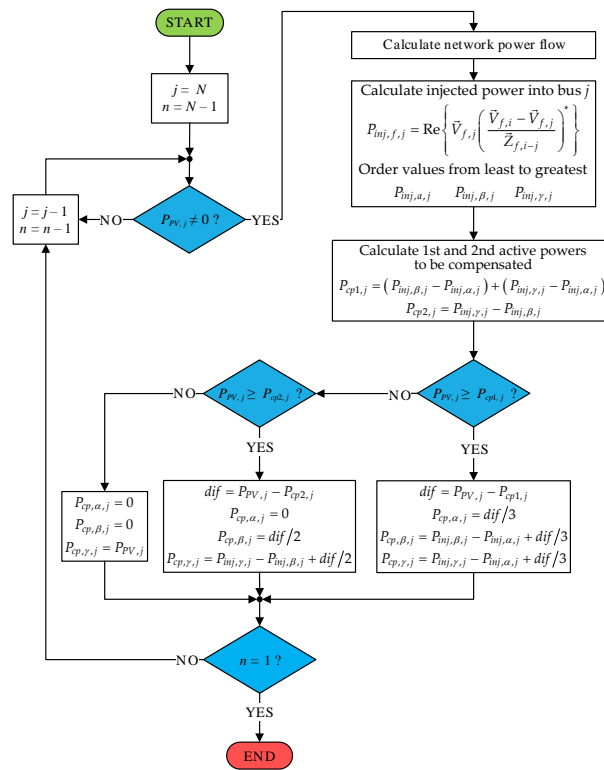 START
j = N
n = N − 1
P_{PV,j} ≠ 0 ?
NO
YES
j = j − 1
n = n − 1
Calculate network power flow
Calculate injected power into bus j
P_{inj,f,j} = Re{ \vec{V}_{f,j} ( (\vec{V}_{f,i} − \vec{V}_{f,j}) / \vec{Z}_{f,i−j} )^* }
Order values from least to greatest
P_{inj,a,j} P_{inj,β,j} P_{inj,γ,j}
Calculate 1st and 2nd active powers
to be compensated
P_{cp1,j} = (P_{inj,β,j} − P_{inj,α,j}) + (P_{inj,γ,j} − P_{inj,α,j})
P_{cp2,j} = P_{inj,γ,j} − P_{inj,β,j}
P_{PV,j} ≥ P_{cp1,j} ?
NO
YES
P_{PV,j} ≥ P_{cp2,j} ?
NO
YES
P_{cp,α,j} = 0
P_{cp,β,j} = 0
P_{cp,γ,j} = P_{PV,j}
dif = P_{PV,j} − P_{cp2,j}
P_{cp,α,j} = 0
P_{cp,β,j} = dif/2
P_{cp,γ,j} = P_{inj,γ,j} − P_{inj,β,j} + dif/2
dif = P_{PV,j} − P_{cp1,j}
P_{cp,α,j} = dif/3
P_{cp,β,j} = P_{inj,β,j} − P_{inj,α,j} + dif/3
P_{cp,γ,j} = P_{inj,γ,j} − P_{inj,α,j} + dif/3
n = 1 ?
NO
YES
END